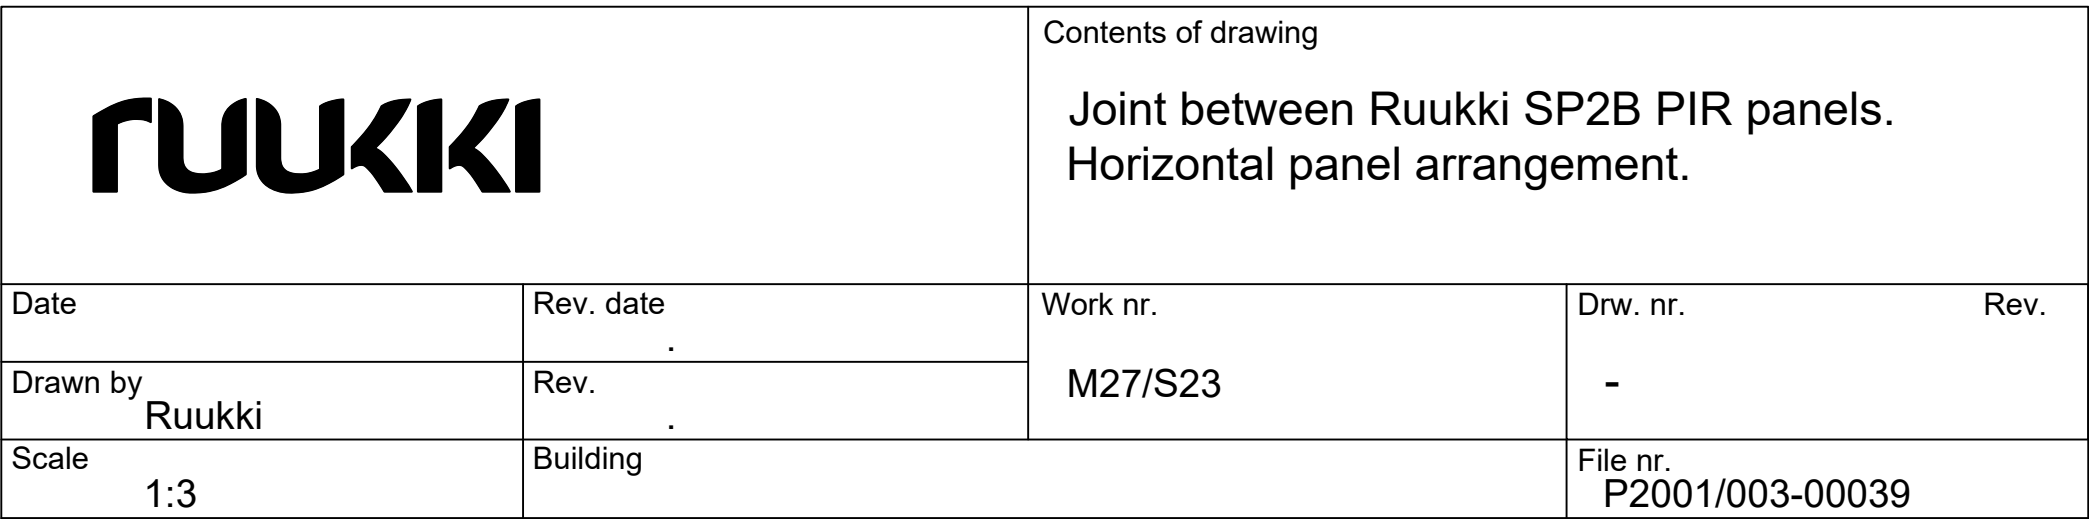 ruukki
Contents of drawing
Joint between Ruukki SP2B PIR panels.
Horizontal panel arrangement.
Date
Rev. date
.
Work nr.
M27/S23
Drw. nr. Rev.
-
Drawn by
Ruukki
Rev.
.
Scale
1:3
Building
File nr.
P2001/003-00039